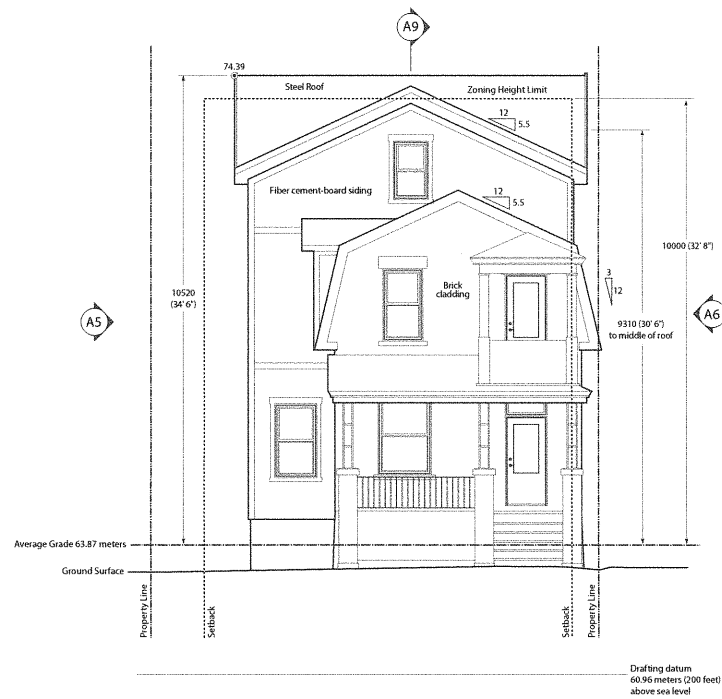 A9
74.39
Steel Roof
Zoning Height Limit
12
5.5
Fiber cement-board siding
12
5.5
10000 (32' 8")
10520
(34' 6")
Brick
cladding
3
12
A5
A6
9310 (30' 6")
to middle of roof
Average Grade 63.87 meters
Ground Surface
Property Line
Setback
Setback
Property Line
Drafting datum
60.96 meters (200 feet)
above sea level